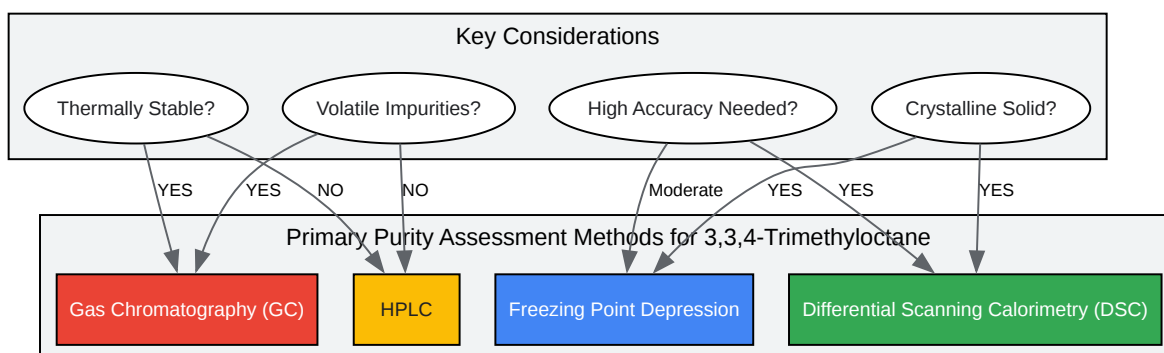 Key Considerations
Thermally Stable?
Volatile Impurities?
High Accuracy Needed?
Crystalline Solid?
YES
YES
NO
NO
Moderate
YES
YES
YES
Primary Purity Assessment Methods for 3,3,4-Trimethyloctane
Gas Chromatography (GC)
HPLC
Freezing Point Depression
Differential Scanning Calorimetry (DSC)